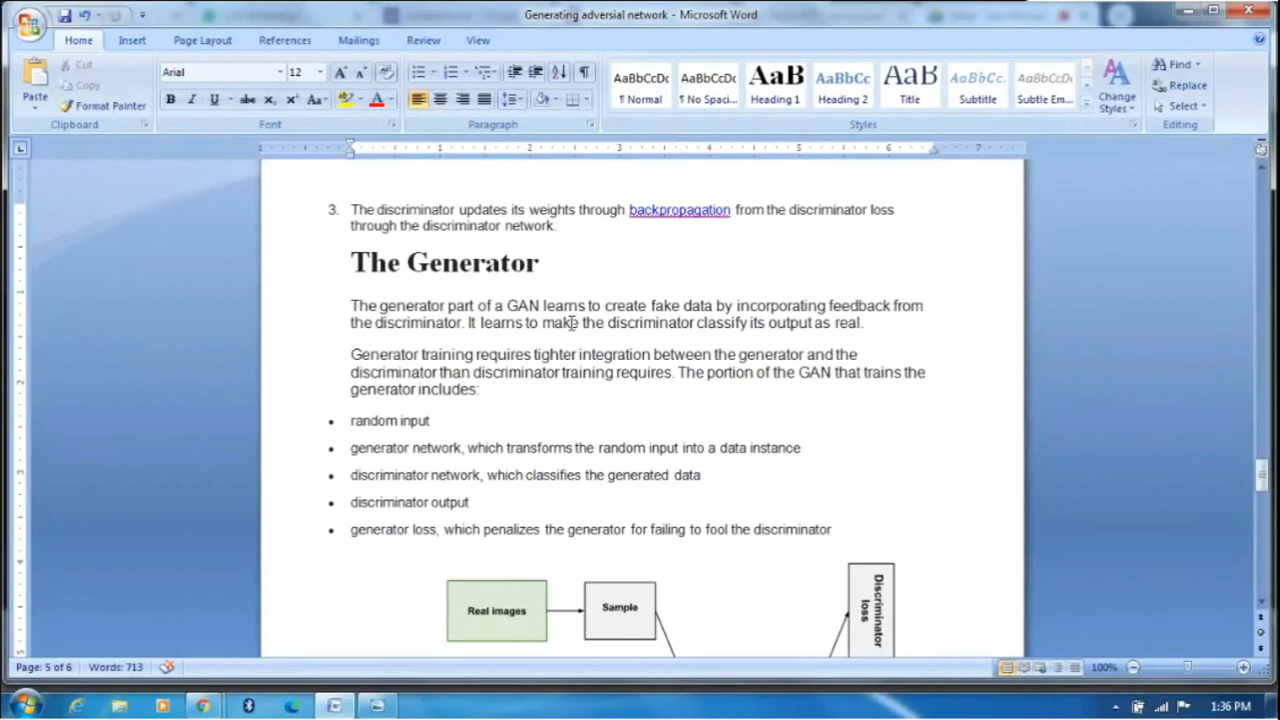 Generating adversial network - Microsoft Word
Home Insert Page Layout References Mailings Review View
Paste
Cut
Copy
Format Painter
Clipboard
Arial 12
Font
Paragraph
AaBbCcDc AaBbCcDc AaB AaBbCc AaB AaBbCc. AaBbCcDc
¶ Normal ¶ No Spaci... Heading 1 Heading 2 Title Subtitle Subtle Em...
Change Styles
Styles
Find
Replace
Select
Editing
1 1 2 3 4 5 6 7
3. The discriminator updates its weights through backpropagation from the discriminator loss
through the discriminator network.
The Generator
The generator part of a GAN learns to create fake data by incorporating feedback from
the discriminator. It learns to make the discriminator classify its output as real.
Generator training requires tighter integration between the generator and the
discriminator than discriminator training requires. The portion of the GAN that trains the
generator includes:
• random input
• generator network, which transforms the random input into a data instance
• discriminator network, which classifies the generated data
• discriminator output
• generator loss, which penalizes the generator for failing to fool the discriminator
Real images
Sample
Discriminator
loss
Page: 5 of 6 Words: 713
100%
1:36 PM